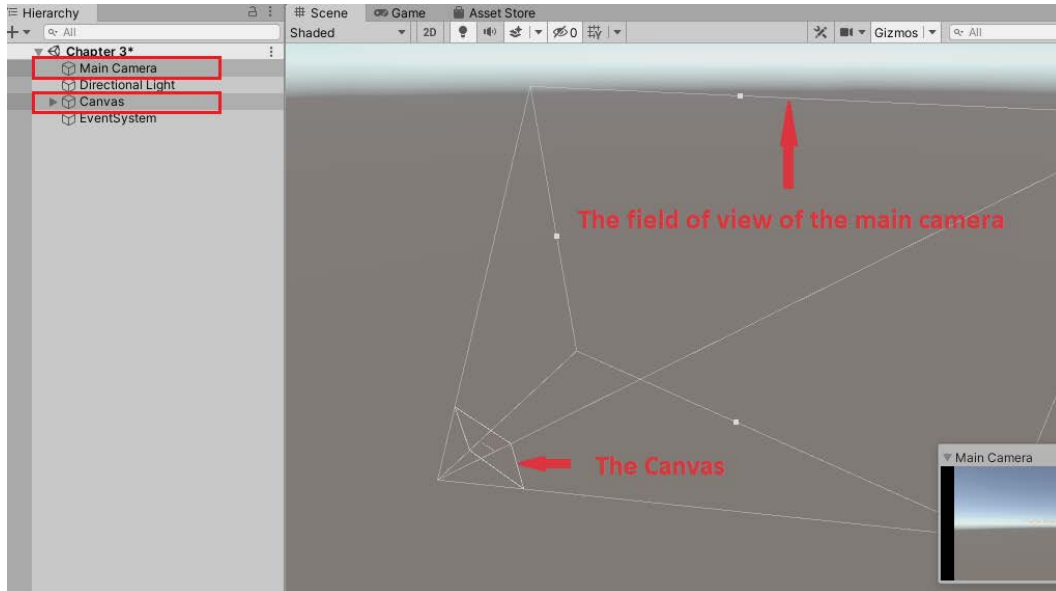 Hierarchy
# Scene
Game
Asset Store
All
Shaded
2D
0
Gizmos
All
Chapter 3*
Main Camera
Directional Light
Canvas
EventSystem
The field of view of the main camera
The Canvas
Main Camera